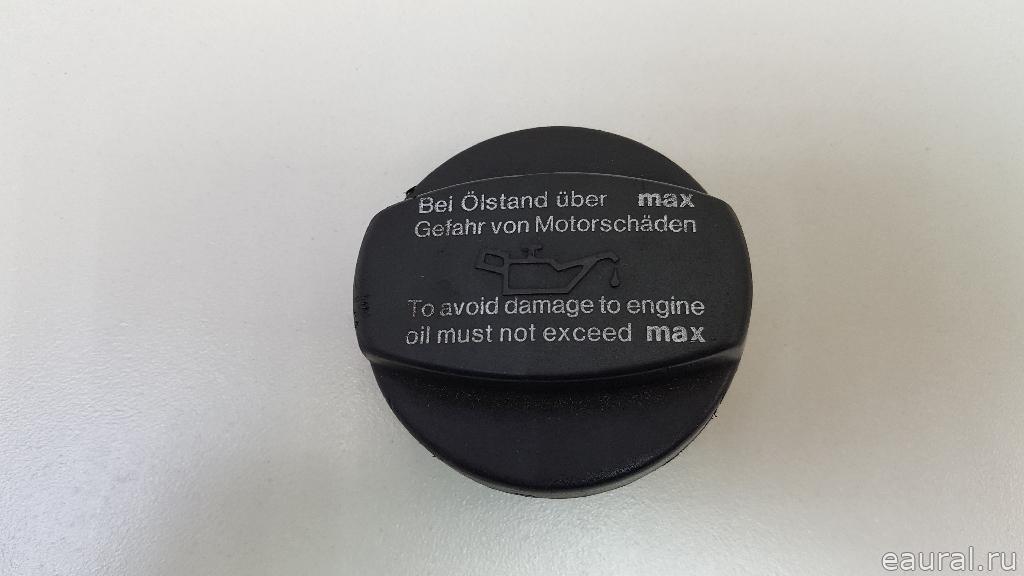 Bei Ölstand über max
Gefahr von Motorschäden
To avoid damage to engine
oil must not exceed max
eaural.ru